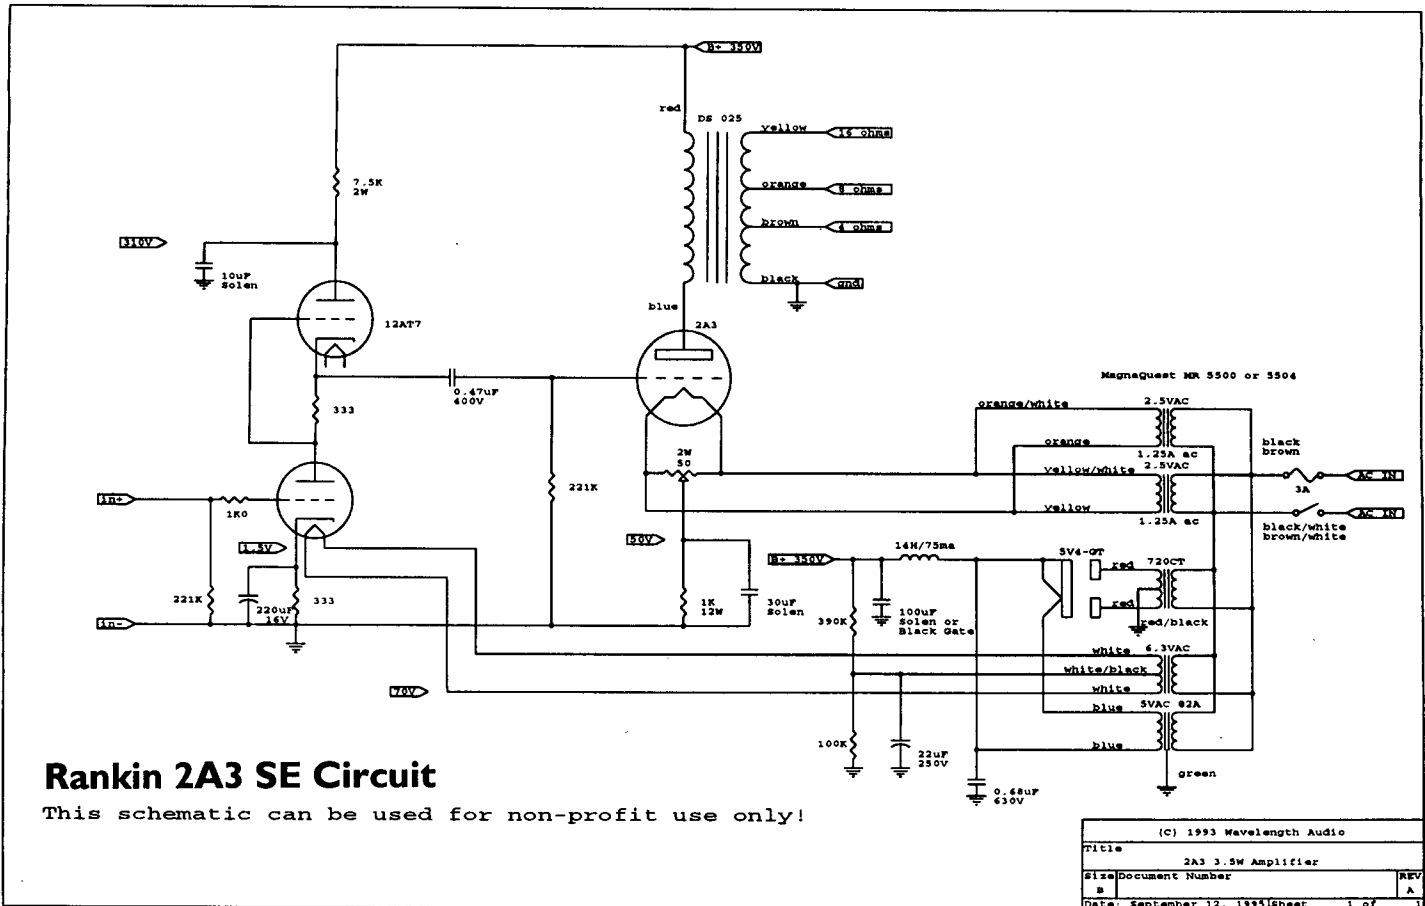 B+ 350V
red
DS 025
yellow
16 ohms
7.5K
2W
orange
8 ohms
brown
4 ohms
310V
10uF
Solen
black
gnd
blue
12AT7
2A3
MagnaQuest MR 5500 or 5504
0.47uF
400V
orange/white
2.5VAC
333
orange
black
brown
1.25A ac
2W
50
yellow/white
2.5VAC
AC IN
221K
3A
in+
1K0
yellow
1.25A ac
AC IN
black/white
brown/white
1.5V
50V
14H/75ma
B+ 350V
5V4-GT
red
720CT
221K
220uF
16V
333
1K
12W
30uF
Solen
390K
100uF
Solen or
Black Gate
red
red/black
in-
white
6.3VAC
white/black
70V
white
blue
5VAC @2A
100K
22uF
250V
blue
green
0.68uF
630V
Rankin 2A3 SE Circuit
This schematic can be used for non-profit use only!
(C) 1993 Wavelength Audio
Title
2A3 3.5W Amplifier
Size
Document Number
REV
B
A
Date: September 12, 1995
Sheet 1 of 1